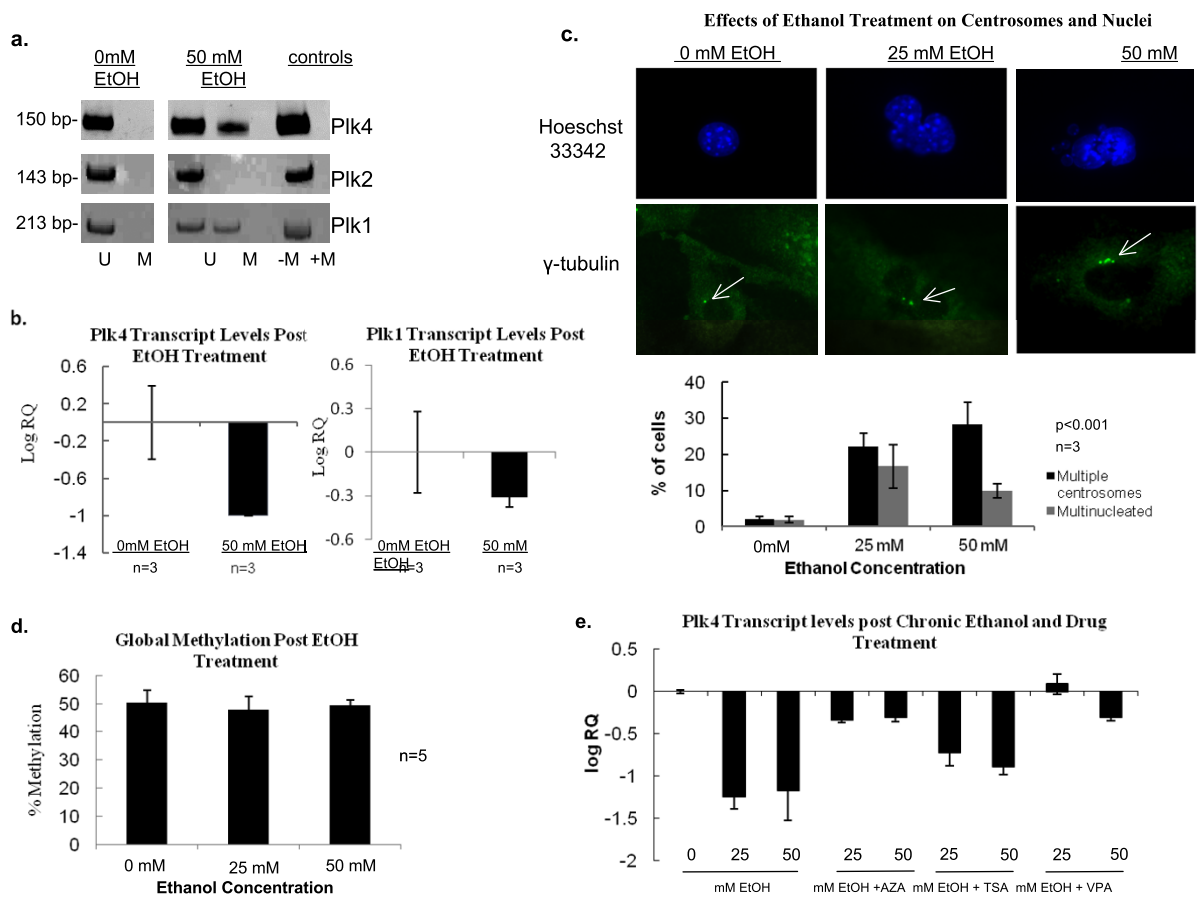 a.
0mM
EtOH
50 mM
EtOH
controls
150 bp-
Plk4
143 bp-
Plk2
213 bp-
Plk1
U M U M -M +M
b.
Plk4 Transcript Levels Post
EtOH Treatment
Log RQ
0.6
0.2
-0.2
-0.6
-1
-1.4
0mM EtOH 50 mM EtOH
n=3 n=3
Plk1 Transcript Levels Post
EtOH Treatment
Log RQ
0.6
0.3
0
-0.3
-0.6
0mM EtOH 50 mM
EtOH
n=3 n=3
c.
Effects of Ethanol Treatment on Centrosomes and Nuclei
0 mM EtOH 25 mM EtOH 50 mM
Hoeschst
33342
γ-tubulin
% of cells
40
30
20
10
0
0mM 25 mM 50 mM
Ethanol Concentration
p<0.001
n=3
Multiple
centrosomes
Multinucleated
d.
Global Methylation Post EtOH
Treatment
% Methylation
60
50
40
30
20
10
0
n=5
0 mM 25 mM 50 mM
Ethanol Concentration
e.
Plk4 Transcript levels post Chronic Ethanol and Drug
Treatment
log RQ
0.5
0
-0.5
-1
-1.5
-2
0 25 50 25 50 25 50 25 50
mM EtOH mM EtOH +AZA mM EtOH + TSA mM EtOH + VPA